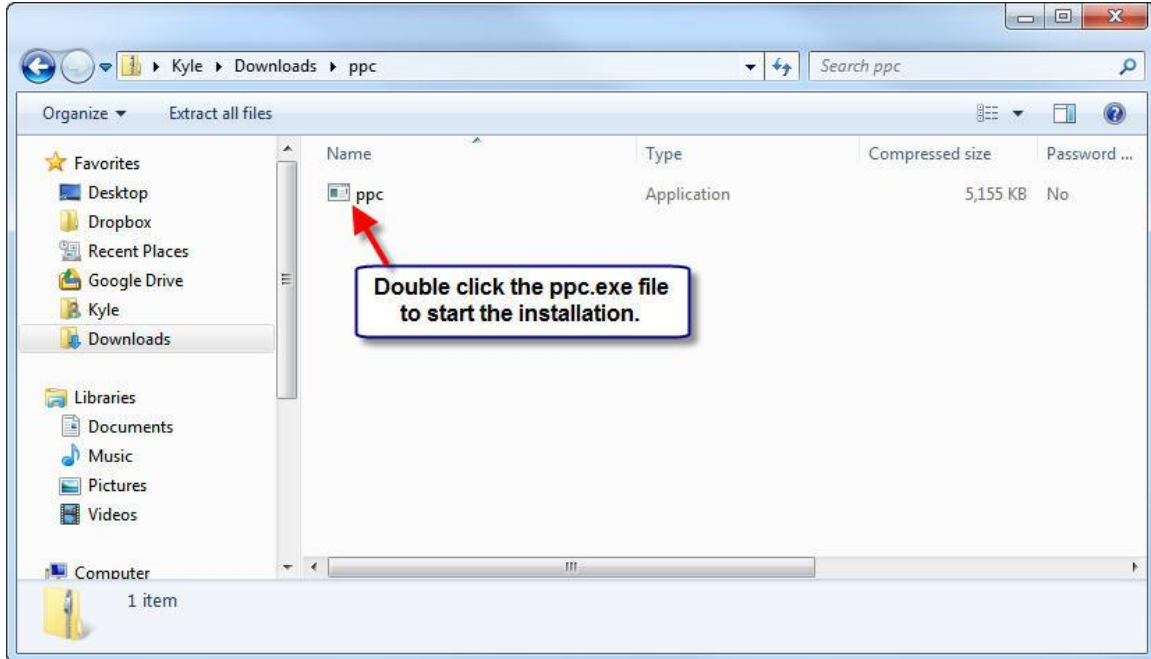 Kyle ▸ Downloads ▸ ppc
Search ppc
Organize
Extract all files
Name
Type
Compressed size
Password ...
Favorites
Desktop
Dropbox
Recent Places
Google Drive
Kyle
Downloads
Libraries
Documents
Music
Pictures
Videos
Computer
ppc
Application
5,155 KB
No
Double click the ppc.exe file
to start the installation.
1 item